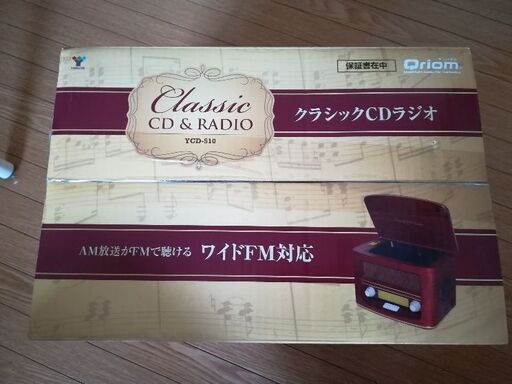 YAMAZEN
保証書在中
Qriom
Classic
CD & RADIO
YCD-810
クラシックCDラジオ
AM放送がFMで聴ける ワイドFM対応